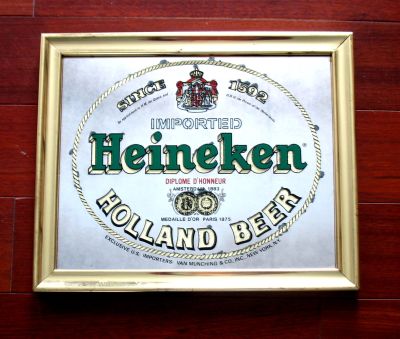 SINCE 1592
IMPORTED
Heineken®
DIPLOME D'HONNEUR
AMSTERDAM 1883
MEDAILLE D'OR PARIS 1875
HOLLAND BEER
EXCLUSIVE U.S. IMPORTERS VAN MUNCHING & CO., INC. NEW YORK, N.Y.